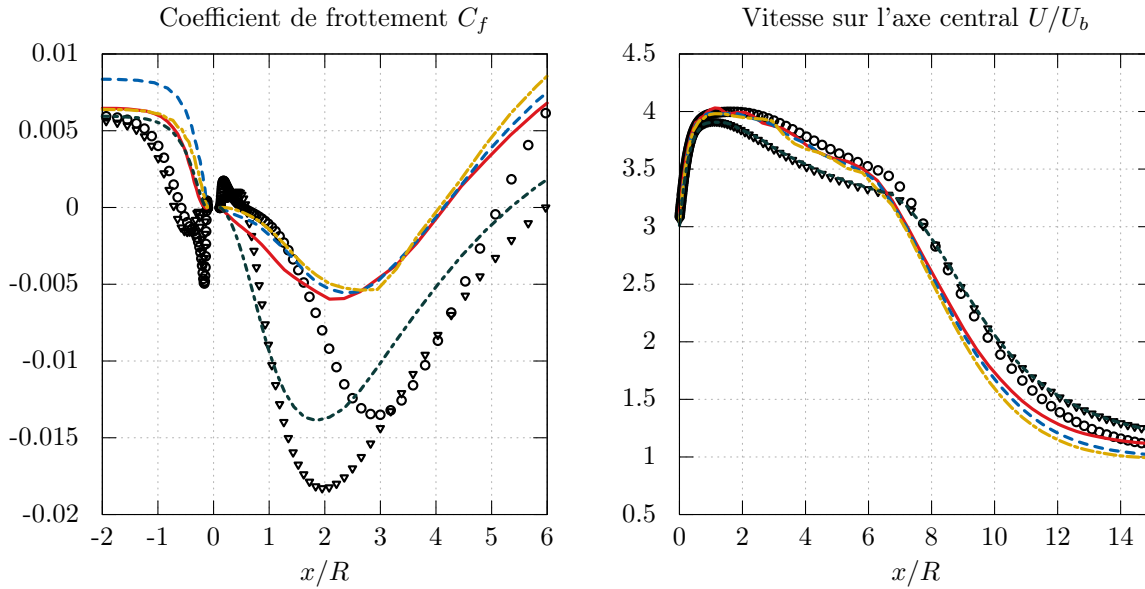 Coefficient de frottement C_f
0.01
0.005
0
-0.005
-0.01
-0.015
-0.02
-2 -1 0 1 2 3 4 5 6
x/R
Vitesse sur l'axe central U/U_b
4.5
4
3.5
3
2.5
2
1.5
1
0.5
0 2 4 6 8 10 12 14
x/R